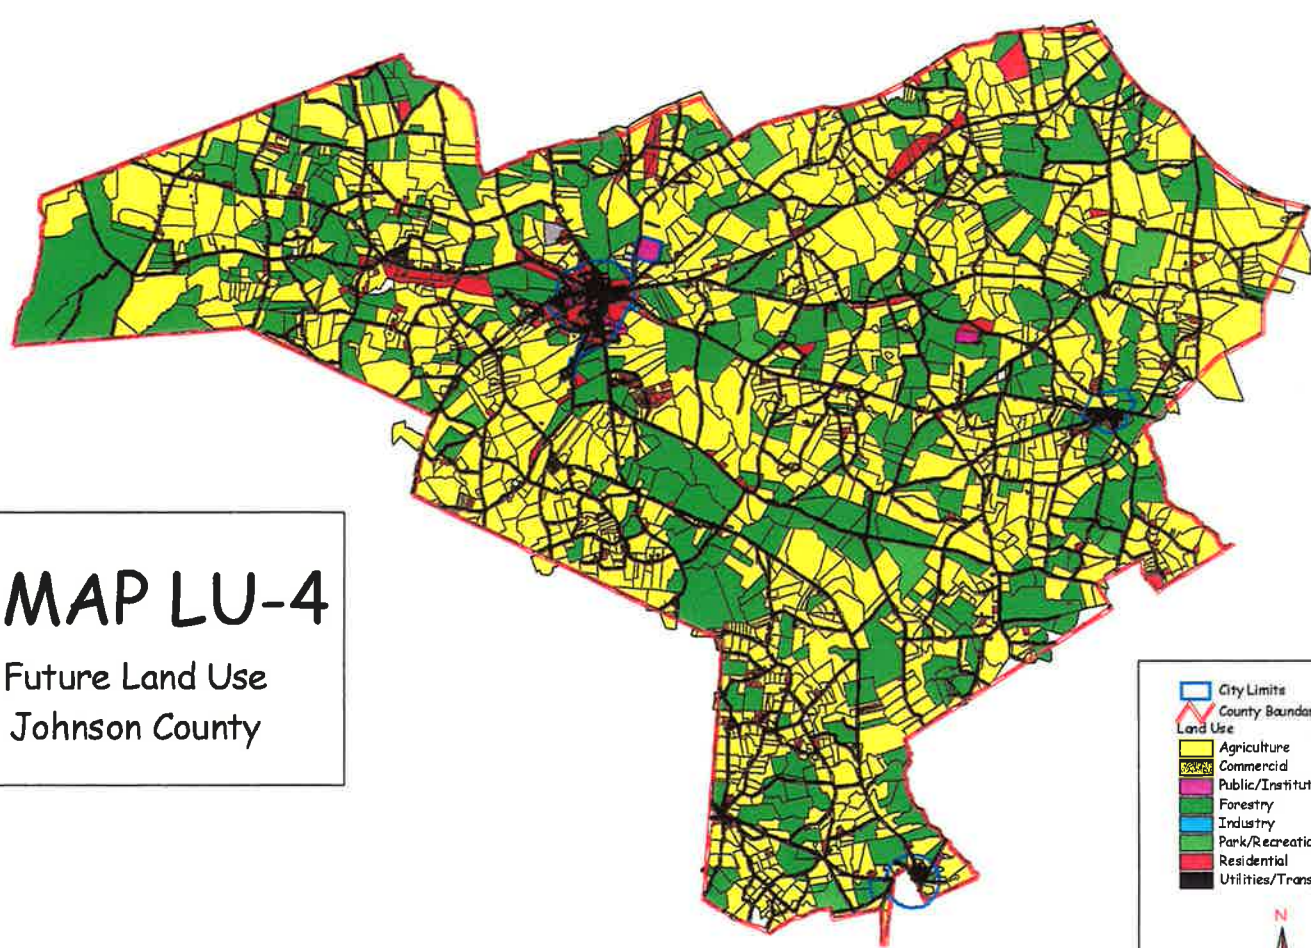 MAP LU-4
Future Land Use
Johnson County
City Limits
County Boundar
Land Use
Agriculture
Commercial
Public/Institut
Forestry
Industry
Park/Recreatio
Residential
Utilities/Trans
N